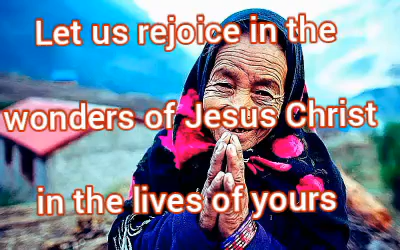 Let us rejoice in the
wonders of Jesus Christ
in the lives of yours